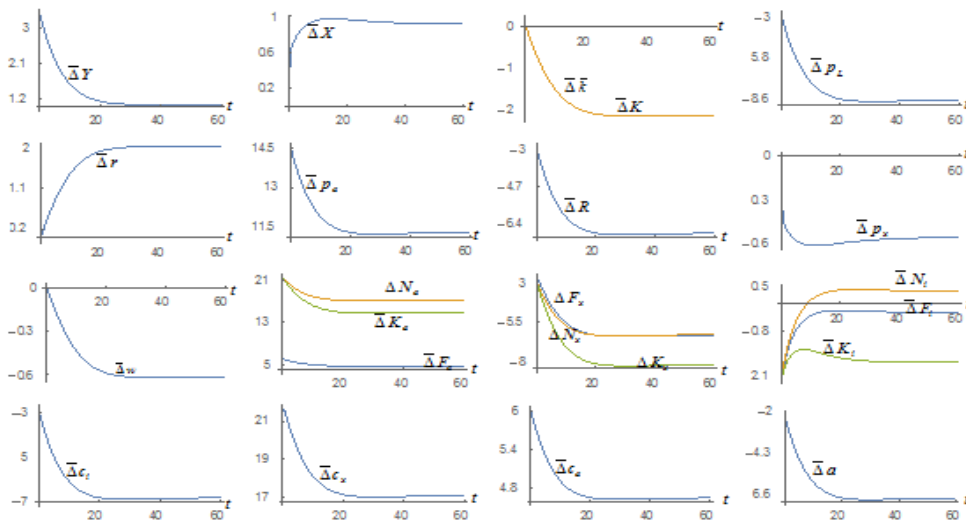 3
2.1
Δ̄ Y
1.2
20 40 60 t
1
0.6
0.2
Δ̄ X
20 40 60 t
0
-1
-2
Δ̄ k̄
Δ̄ K
20 40 60 t
-3
-5.8
-8.6
Δ̄ p_L
20 40 60 t
2
1.1
0.2
Δ̄ r
20 40 60 t
14.5
13
11.5
Δ̄ p_a
20 40 60 t
-3
-4.7
-6.4
Δ̄ R
20 40 60 t
0
0.3
-0.6
Δ̄ p_x
20 40 60 t
0
-0.3
-0.6
Δ̄ w
20 40 60 t
21
13
5
Δ N_a
Δ̄ K_a
Δ̄ F_a
20 40 60 t
3
-5.5
-8
Δ F_x
Δ N_x
20 40 60 t
0.5
-0.8
2.1
Δ̄ N_i
Δ̄ F_i
Δ̄ K_i
20 40 60 t
-3
5
-7
Δ̄ c_i
20 40 60 t
21
19
17
Δ̄ c_x
20 40 60 t
6
5.4
4.8
Δ̄ c_a
20 40 60 t
-2
-4.3
6.6
Δ̄ a
20 40 60 t